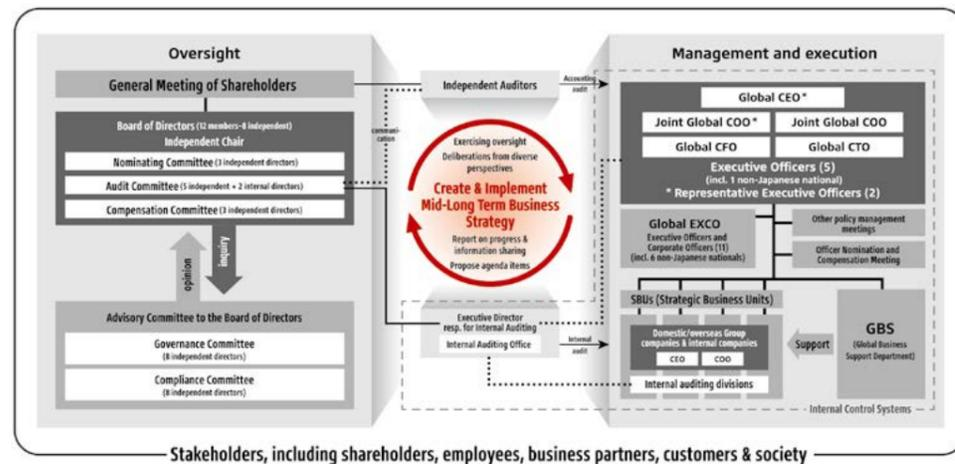 Oversight
General Meeting of Shareholders
Board of Directors (12 members-8 independent)
Independent Chair
Nominating Committee (3 independent directors)
Audit Committee (5 independent + 2 internal directors)
Compensation Committee (3 independent directors)
opinion
inquiry
Advisory Committee to the Board of Directors
Governance Committee
(8 independent directors)
Compliance Committee
(8 independent directors)
Independent Auditors
Accounting
audit
communi-
cation
Exercising oversight
Deliberations from diverse
perspectives
Create & Implement
Mid-Long Term Business
Strategy
Report on progress &
information sharing
Propose agenda items
Executive Director
resp. for Internal Auditing
Internal Auditing Office
Internal
audit
Management and execution
Global CEO*
Joint Global COO*
Joint Global COO
Global CFO
Global CTO
Executive Officers (5)
(incl. 1 non-Japanese national)
* Representative Executive Officers (2)
Global EXCO
Executive Officers and
Corporate Officers (11)
(incl. 6 non-Japanese nationals)
Other policy management
meetings
Officer Nomination and
Compensation Meeting
SBUs (Strategic Business Units)
Domestic/overseas Group
companies & internal companies
CEO
COO
Internal auditing divisions
Support
GBS
(Global Business
Support Department)
Internal Control Systems
Stakeholders, including shareholders, employees, business partners, customers & society